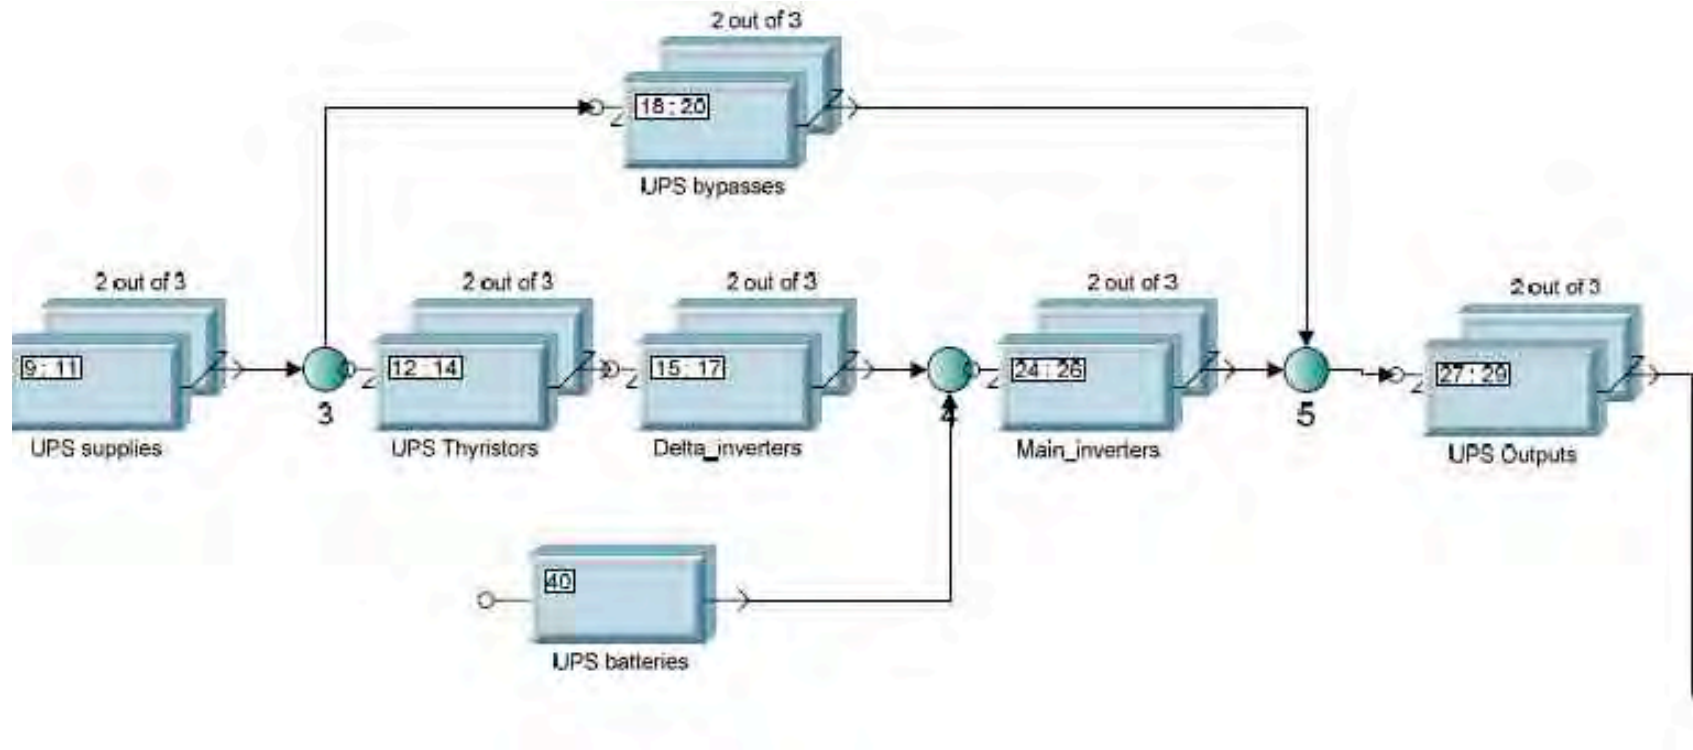 2 out of 3
18 : 20
UPS bypasses
2 out of 3
2 out of 3
2 out of 3
2 out of 3
2 out of 3
9 : 11
12 : 14
15 : 17
24 : 26
27 : 29
3
4
5
UPS supplies
UPS Thyristors
Delta_inverters
Main_inverters
UPS Outputs
40
UPS batteries